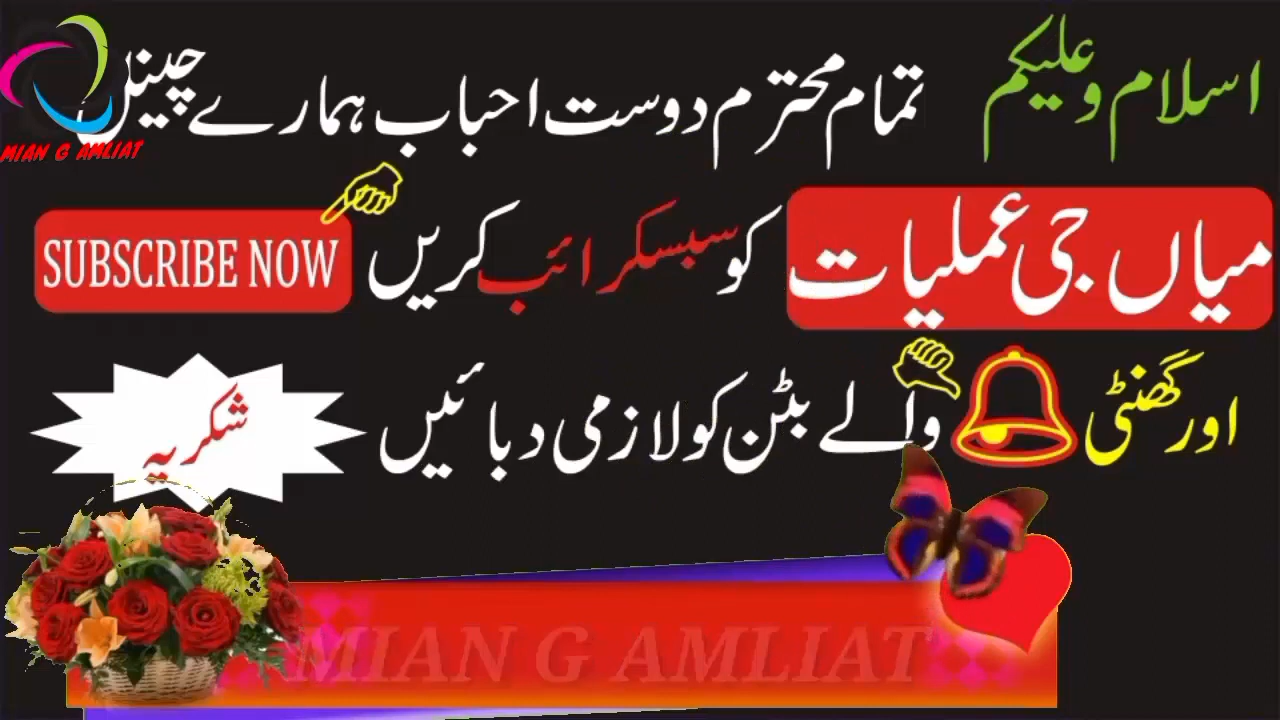 اسلام وعلیکم تمام محترم دوست احباب ہمارے چینل
MIAN G AMLIAT
میاں جی عملیات کو سبسکرائب کریں SUBSCRIBE NOW
اور گھنٹی والے بٹن کو لازمی دبائیں شکریہ
MIAN G AMLIAT